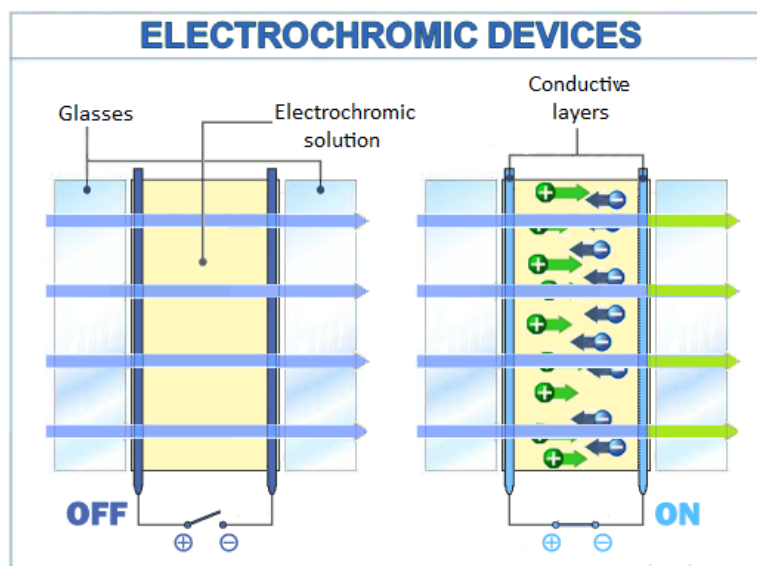 ELECTROCHROMIC DEVICES
Glasses
Electrochromic
solution
Conductive
layers
OFF
ON